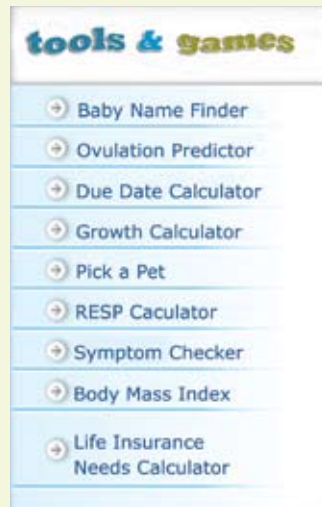 tools & games
Baby Name Finder
Ovulation Predictor
Due Date Calculator
Growth Calculator
Pick a Pet
RESP Caculator
Symptom Checker
Body Mass Index
Life Insurance
Needs Calculator